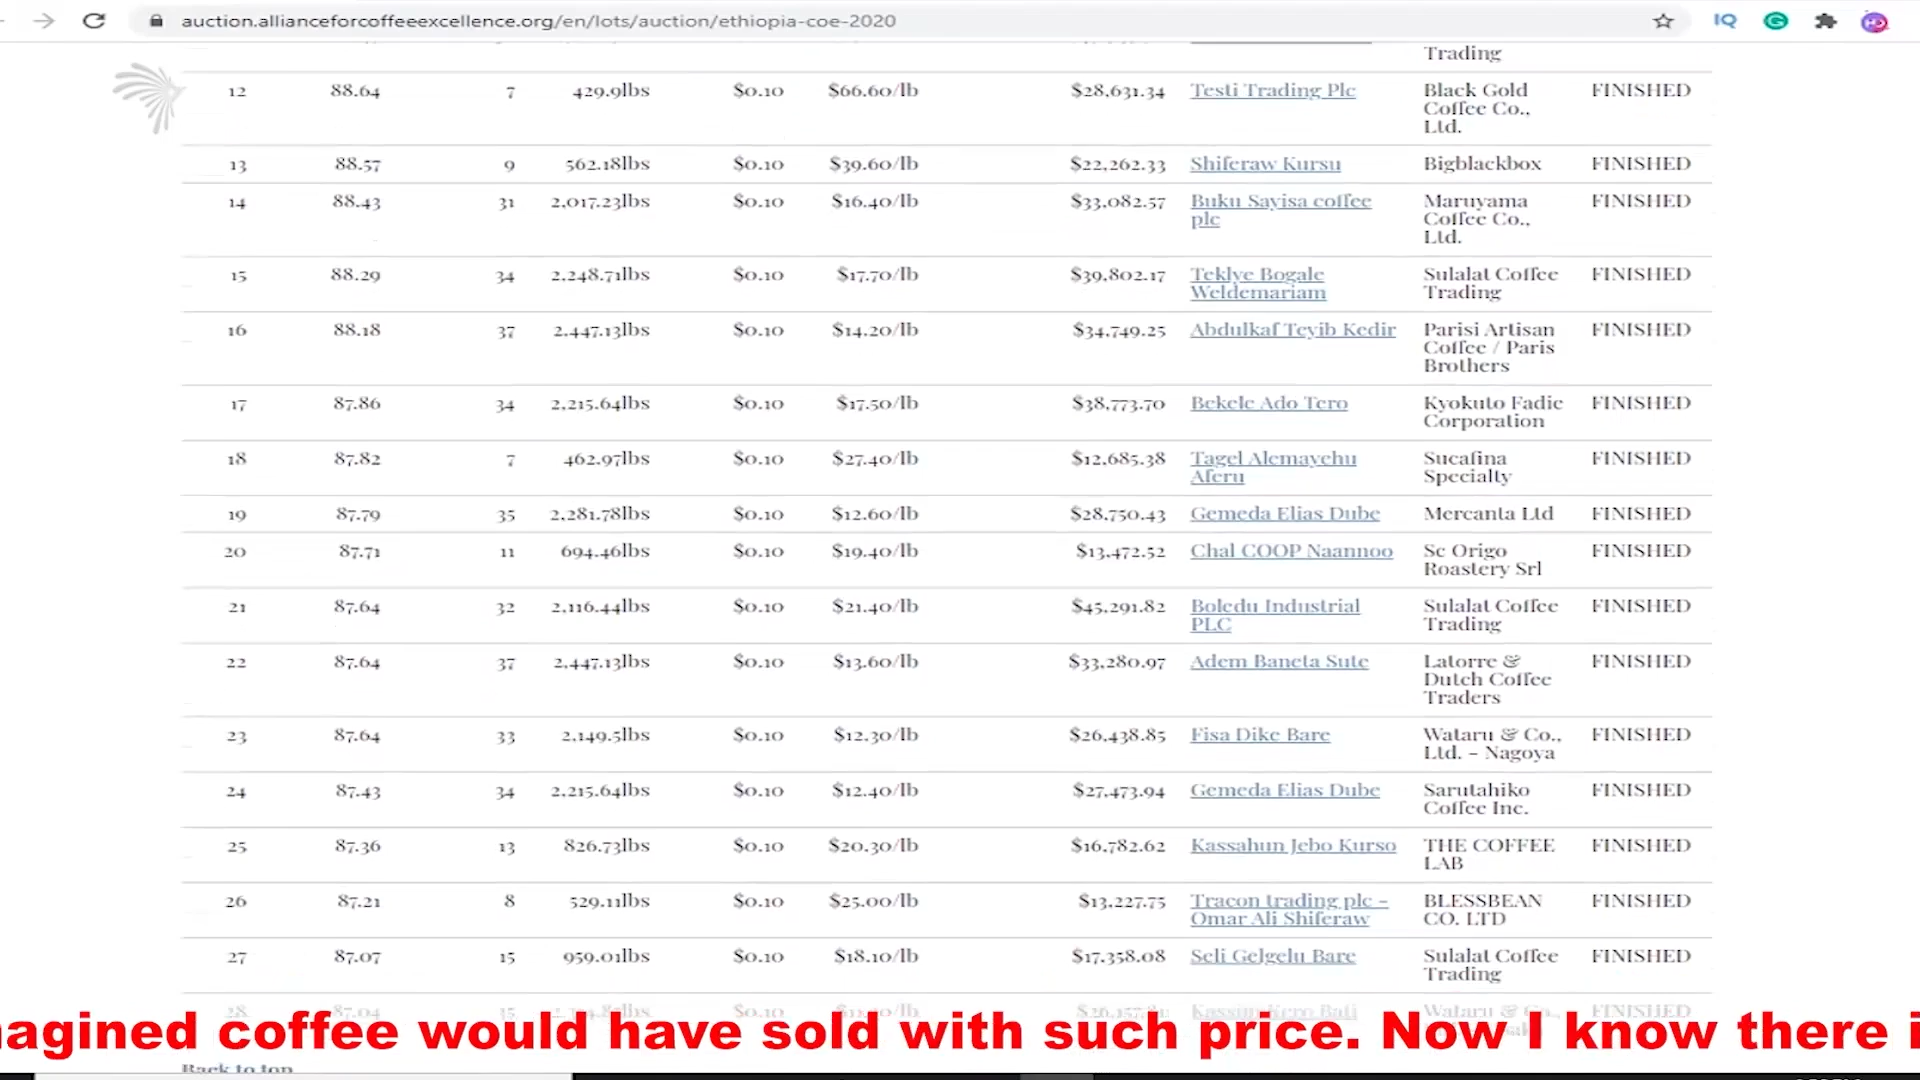 auction.allianceforcoffeeexcellence.org/en/lots/auction/ethiopia-coe-2020
Trading
12 88.64 7 429.9lbs $0.10 $66.60/lb $28,631.34 Testi Trading Plc Black Gold Coffee Co., Ltd. FINISHED
13 88.57 9 562.18lbs $0.10 $39.60/lb $22,262.33 Shiferaw Kursu Bigblackbox FINISHED
14 88.43 31 2,017.23lbs $0.10 $16.40/lb $33,082.57 Buku Sayisa coffee plc Maruyama Coffee Co., Ltd. FINISHED
15 88.29 34 2,248.71lbs $0.10 $17.70/lb $39,802.17 Teklye Bogale Weldemariam Sulalat Coffee Trading FINISHED
16 88.18 37 2,447.13lbs $0.10 $14.20/lb $34,749.25 Abdulkaf Teyib Kedir Parisi Artisan Coffee / Paris Brothers FINISHED
17 87.86 34 2,215.64lbs $0.10 $17.50/lb $38,773.70 Bekele Ado Tero Kyokuto Fadie Corporation FINISHED
18 87.82 7 462.97lbs $0.10 $27.40/lb $12,685.38 Tagel Alemayehu Aferu Sucafina Specialty FINISHED
19 87.79 35 2,281.78lbs $0.10 $12.60/lb $28,750.43 Gemeda Elias Dube Mercanta Ltd FINISHED
20 87.71 11 694.46lbs $0.10 $19.40/lb $13,472.52 Chal COOP Naannoo Sc Origo Roastery Srl FINISHED
21 87.64 32 2,116.44lbs $0.10 $21.40/lb $45,291.82 Boledu Industrial PLC Sulalat Coffee Trading FINISHED
22 87.64 37 2,447.13lbs $0.10 $13.60/lb $33,280.97 Adem Baneta Sute Latorre & Dutch Coffee Traders FINISHED
23 87.64 33 2,149.5lbs $0.10 $12.30/lb $26,438.85 Fisa Dike Bare Wataru & Co., Ltd. - Nagoya FINISHED
24 87.43 34 2,215.64lbs $0.10 $12.40/lb $27,473.94 Gemeda Elias Dube Sarutahiko Coffee Inc. FINISHED
25 87.36 13 826.73lbs $0.10 $20.30/lb $16,782.62 Kassahun Jebo Kurso THE COFFEE LAB FINISHED
26 87.21 8 529.11lbs $0.10 $25.00/lb $13,227.75 Tracon trading plc - Omar Ali Shiferaw BLESSBEAN CO. LTD FINISHED
27 87.07 15 959.01lbs $0.10 $18.10/lb $17,358.08 Seli Gelgelu Bare Sulalat Coffee Trading FINISHED
28 87.04 $0.10 FINISHED
magined coffee would have sold with such price. Now I know there i
Back to top